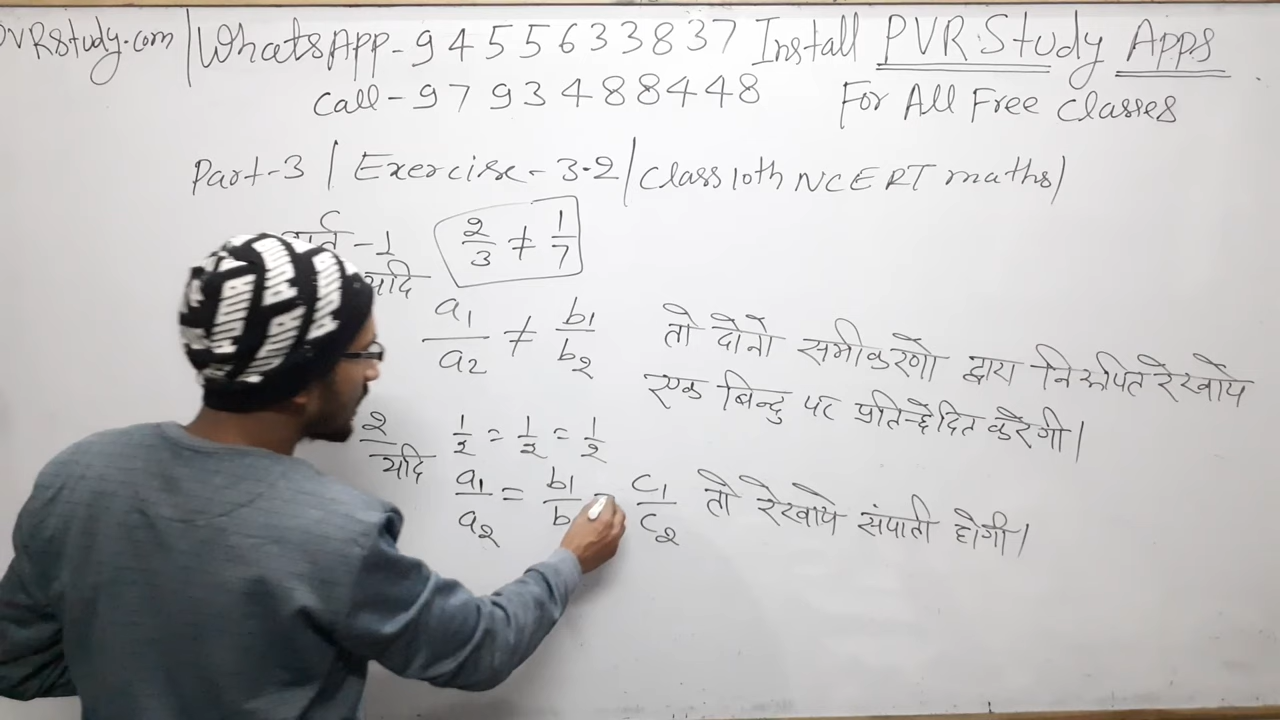 PVRStudy.com | WhatsApp - 9455633837 Install PVR Study Apps
Call - 9793488448 For All Free Classes
Part-3 | Exercise - 3.2 | Class 10th NCERT maths |
शर्त - 1 2/3 ≠ 1/7
यदि
a1/a2 ≠ b1/b2 तो दोनो समीकरणो द्वारा निरूपित रेखाये
एक बिन्दु पर प्रतिच्छेदित करेगी।
2 1/2 = 1/2 = 1/2
यदि
a1/a2 = b1/b = c1/c2 तो रेखाये संपाती होगी।